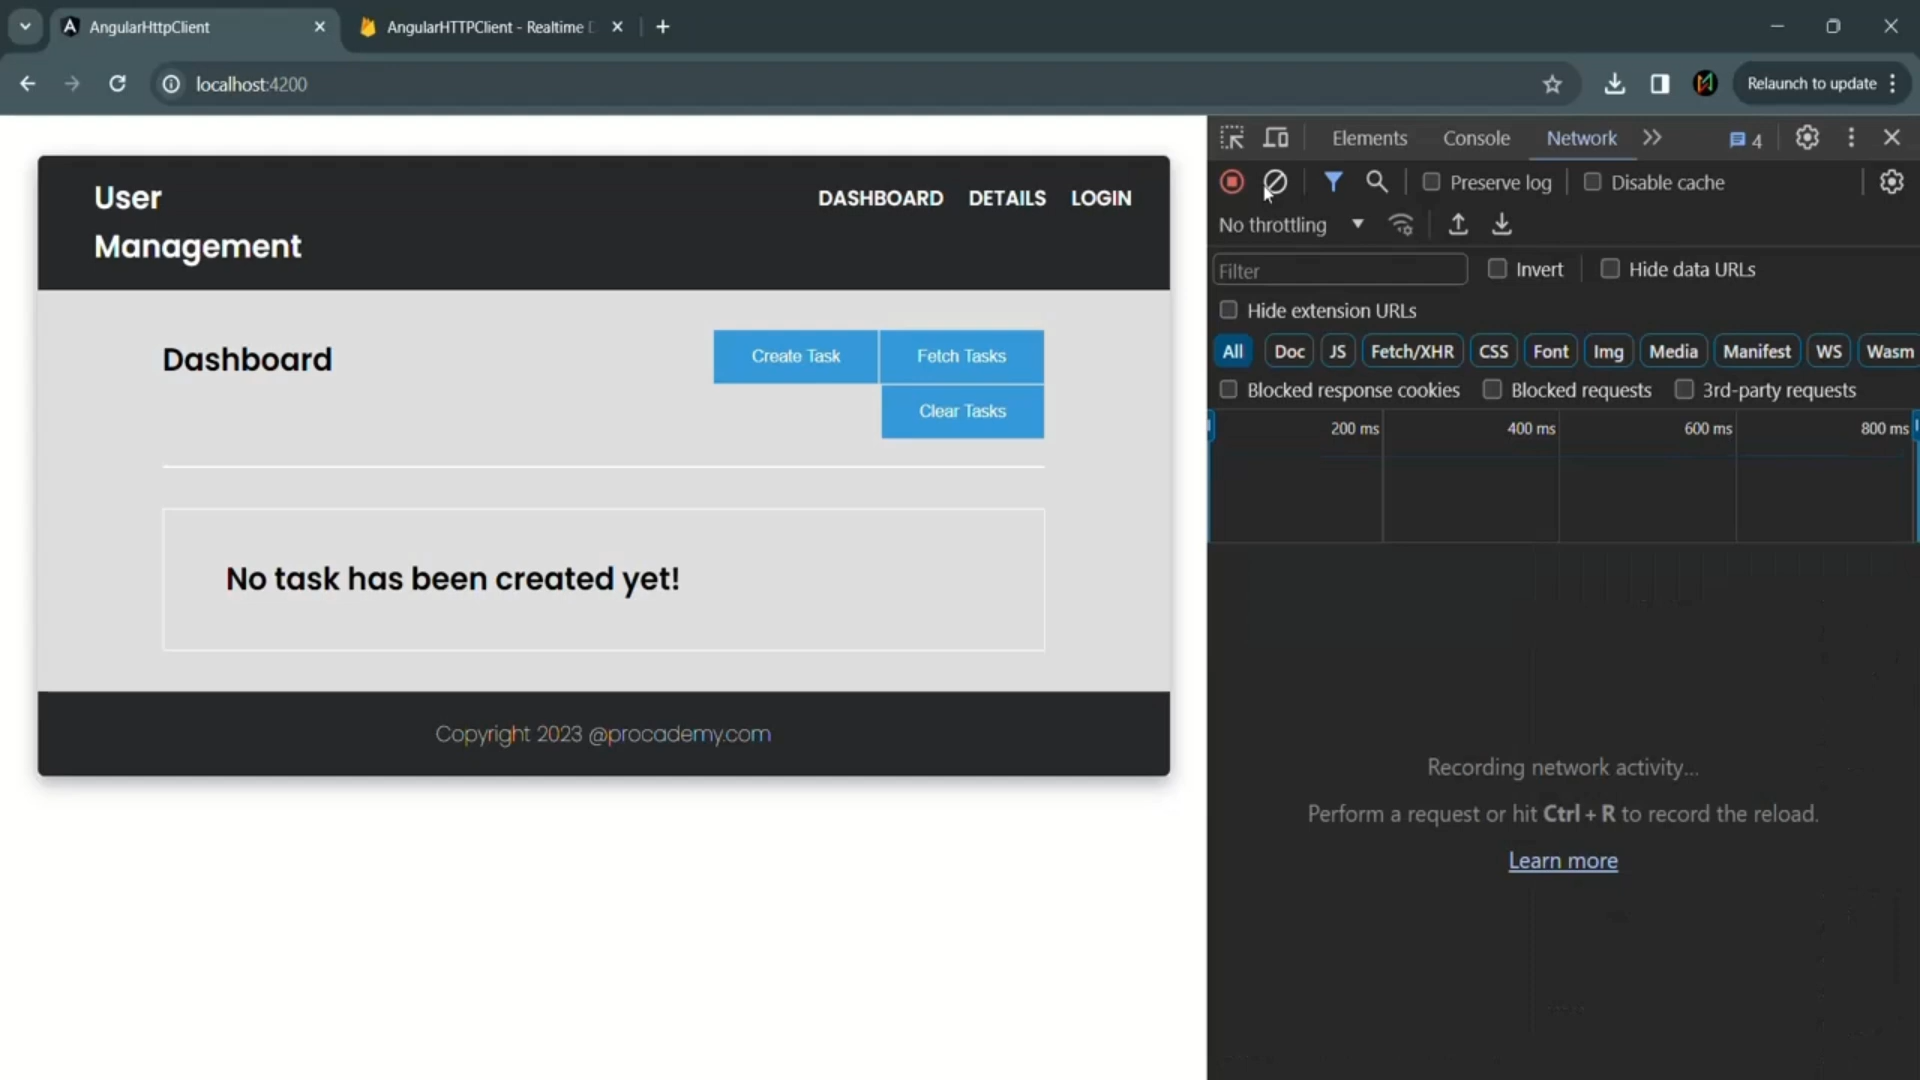 AngularHttpClient
AngularHTTPClient - Realtime D
localhost:4200
Relaunch to update
User
Management
DASHBOARD DETAILS LOGIN
Dashboard
Create Task Fetch Tasks
Clear Tasks
No task has been created yet!
Copyright 2023 @procademy.com
Elements Console Network 4
Preserve log Disable cache
No throttling
Filter Invert Hide data URLs
Hide extension URLs
All Doc JS Fetch/XHR CSS Font Img Media Manifest WS Wasm
Blocked response cookies Blocked requests 3rd-party requests
200 ms 400 ms 600 ms 800 ms
Recording network activity...
Perform a request or hit Ctrl + R to record the reload.
Learn more